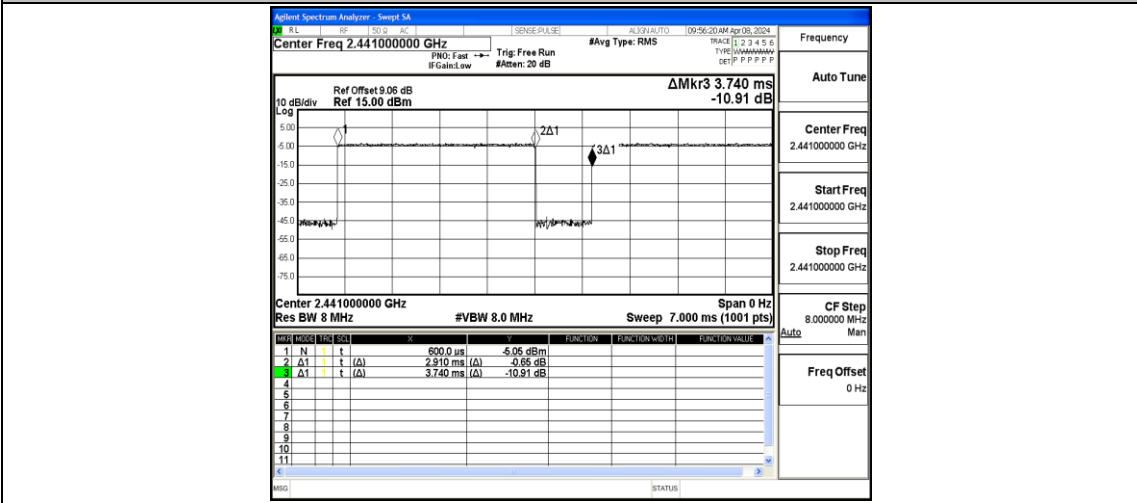 Agilent Spectrum Analyzer - Swept SA
RL RF 50 Ω AC SENSE:PULSE ALIGN AUTO 09:56:20 AM Apr 08, 2024
Center Freq 2.441000000 GHz #Avg Type: RMS TRACE 1 2 3 4 5 6
PNO: Fast Trig: Free Run TYPE WWWWWW
IFGain:Low #Atten: 20 dB DET P P P P P P
Frequency
Auto Tune
ΔMkr3 3.740 ms
-10.91 dB
Ref Offset 9.06 dB
10 dB/div Ref 15.00 dBm
Log
5.00
-5.00
-15.0
-25.0
-35.0
-45.0
-55.0
-65.0
-75.0
1
2Δ1
3Δ1
Center 2.441000000 GHz Span 0 Hz
Res BW 8 MHz #VBW 8.0 MHz Sweep 7.000 ms (1001 pts)
MKR MODE TRC SCL X Y FUNCTION FUNCTION WIDTH FUNCTION VALUE
1 N 1 t 600.0 µs -5.05 dBm
2 Δ1 1 t (Δ) 2.910 ms (Δ) -0.65 dB
3 Δ1 1 t (Δ) 3.740 ms (Δ) -10.91 dB
4
5
6
7
8
9
10
11
MSG STATUS
Center Freq
2.441000000 GHz
Start Freq
2.441000000 GHz
Stop Freq
2.441000000 GHz
CF Step
8.000000 MHz
Auto Man
Freq Offset
0 Hz